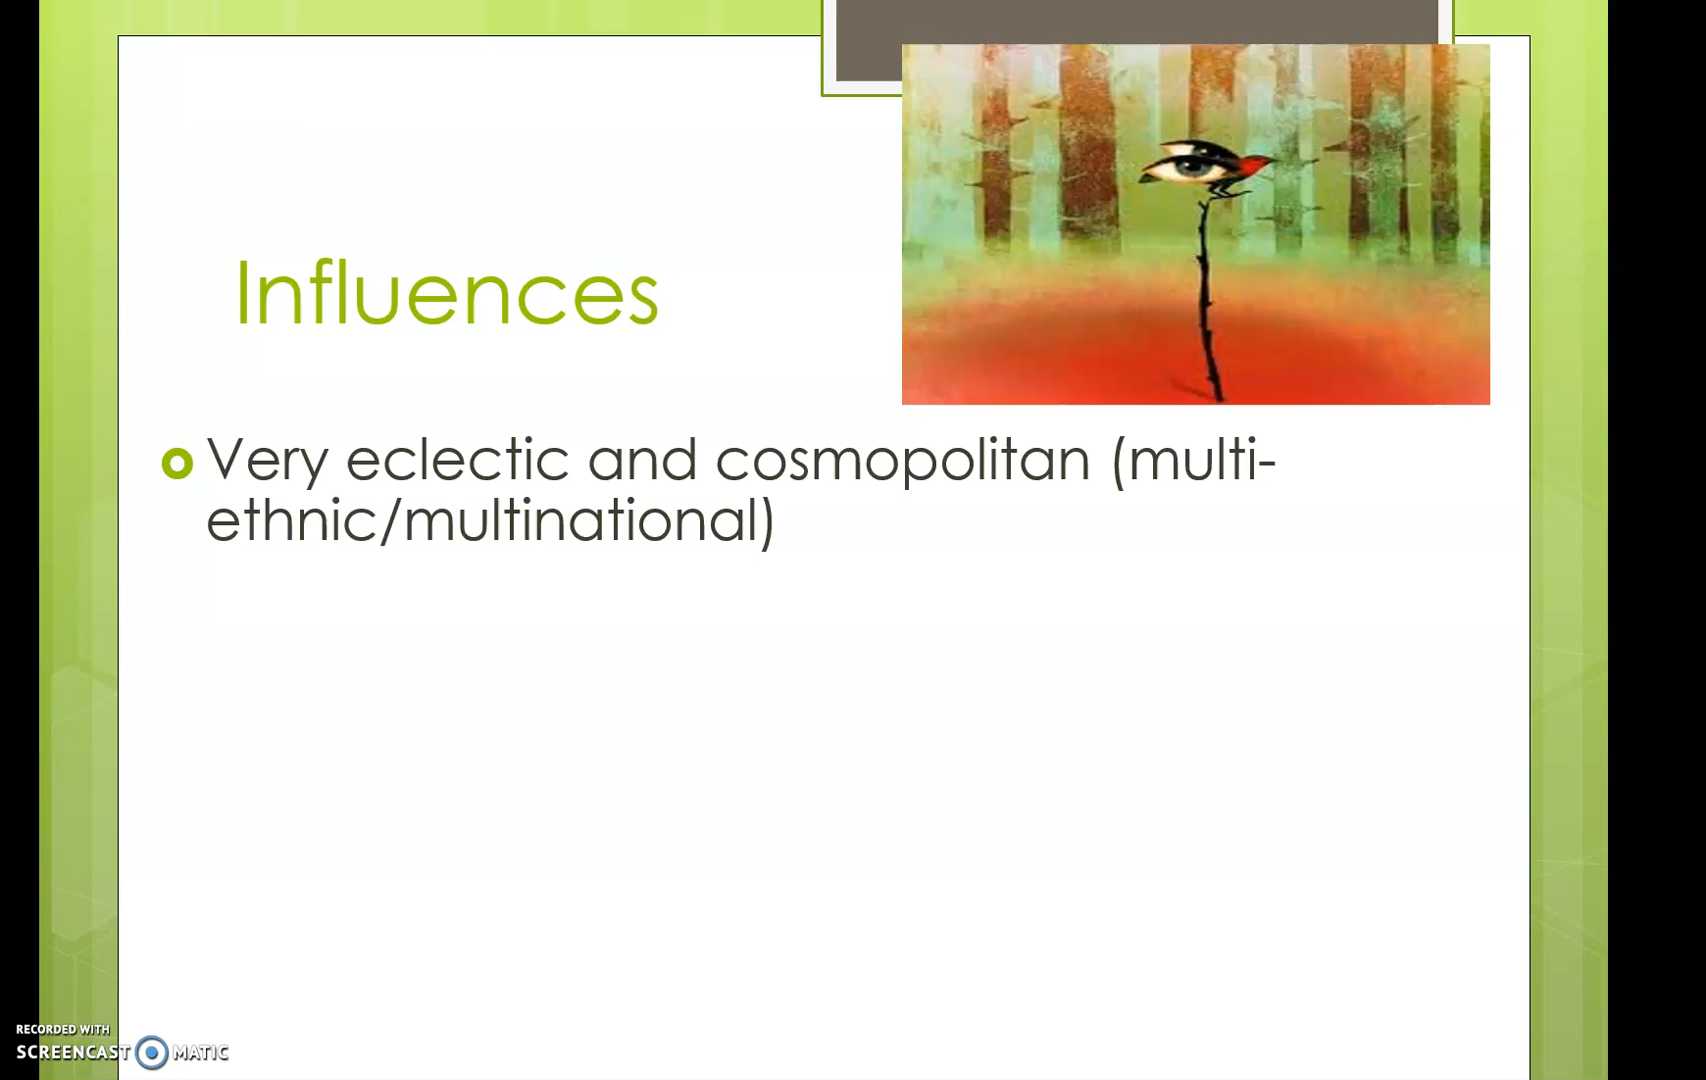 Influences
Very eclectic and cosmopolitan (multi-
ethnic/multinational)
RECORDED WITH
SCREENCAST MATIC